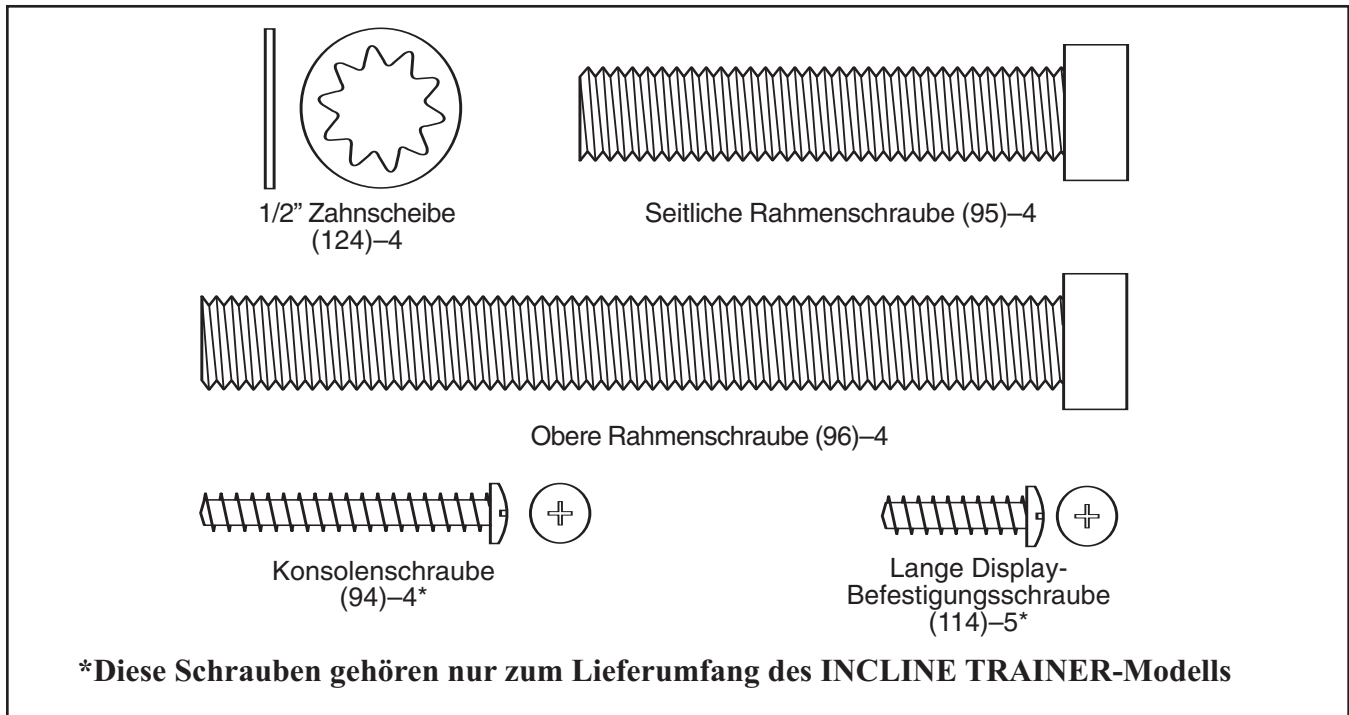 1/2” Zahnscheibe
(124)–4
Seitliche Rahmenschraube (95)–4
Obere Rahmenschraube (96)–4
Konsolenschraube
(94)–4*
Lange Display-
Befestigungsschraube
(114)–5*
*Diese Schrauben gehören nur zum Lieferumfang des INCLINE TRAINER-Modells